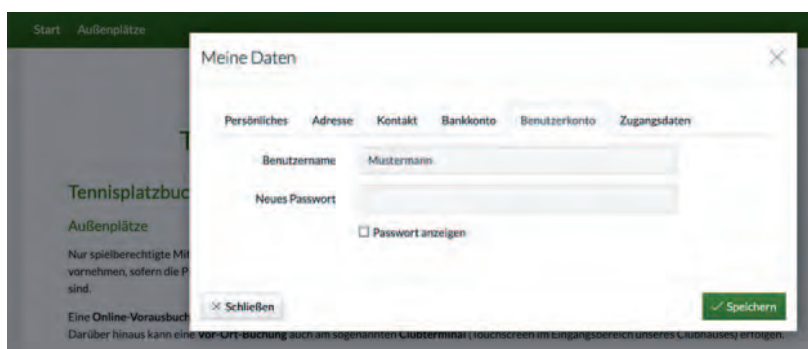 Start Außenplätze
Meine Daten
Persönliches Adresse Kontakt Bankkonto Benutzerkonto Zugangsdaten
T
Benutzername Mustermann
Tennisplatzbuc
Neues Passwort
Außenplätze
Passwort anzeigen
Nur spielberechtigte Mit
vornehmen, sofern die P
sind.
Schließen Speichern
Eine Online-Vorausbuch
Darüber hinaus kann eine Vor-Ort-Buchung auch am sogenannten Clubterminal (Touchscreen im Eingangsbereich unseres Clubhauses) erfolgen.